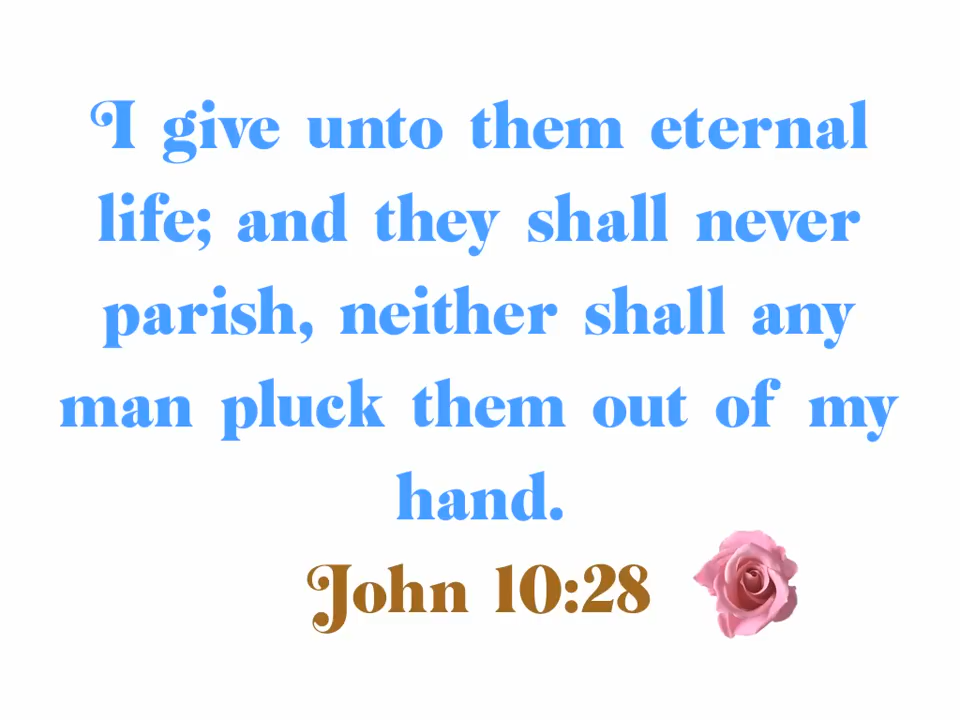 I give unto them eternal
life; and they shall never
parish, neither shall any
man pluck them out of my
hand.
John 10:28